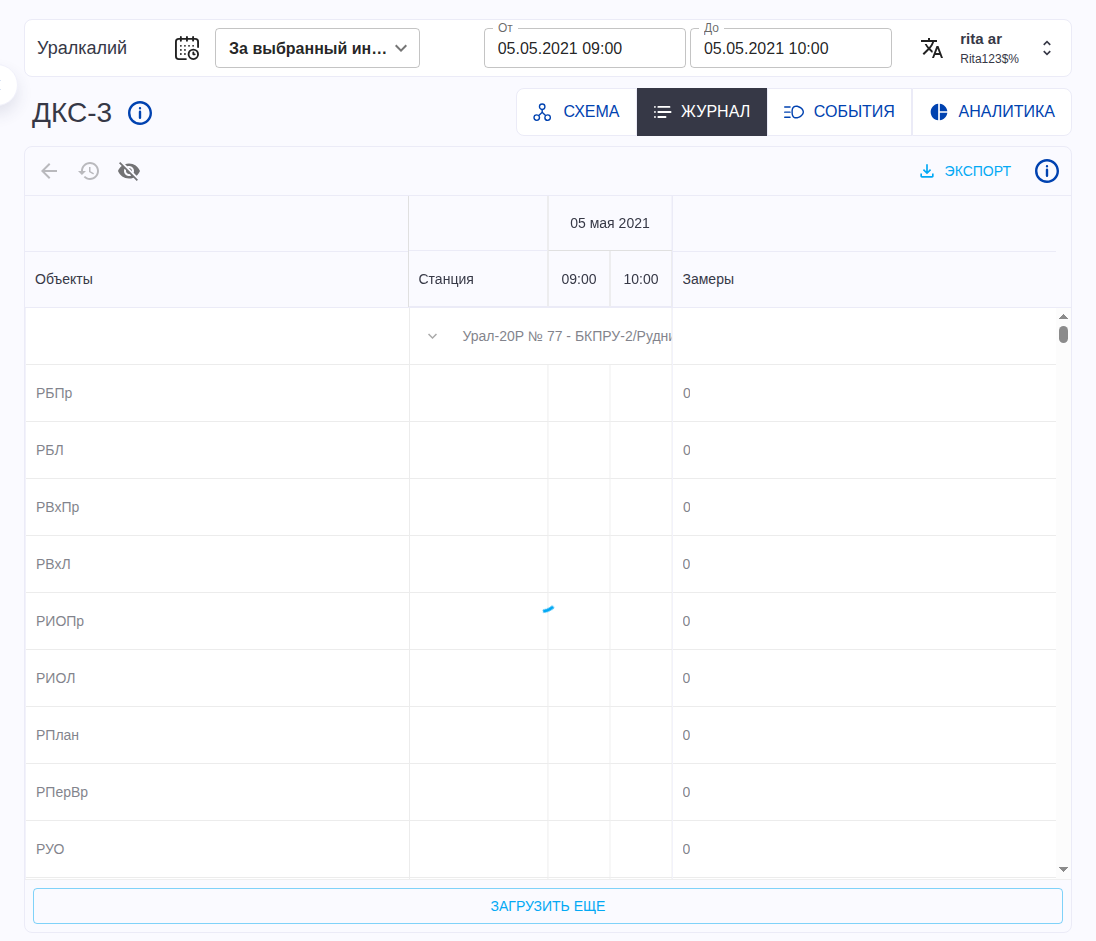 Уралкалий
За выбранный ин…
От
05.05.2021 09:00
До
05.05.2021 10:00
rita ar
Rita123$%
ДКС-3
СХЕМА
ЖУРНАЛ
СОБЫТИЯ
АНАЛИТИКА
ЭКСПОРТ
05 мая 2021
Объекты
Станция
09:00
10:00
Замеры
Урал-20Р № 77 - БКПРУ-2/Рудни
РБПр 0
РБЛ 0
РВхПр 0
РВхЛ 0
РИОПр 0
РИОЛ 0
РПлан 0
РПерВр 0
РУО 0
ЗАГРУЗИТЬ ЕЩЕ